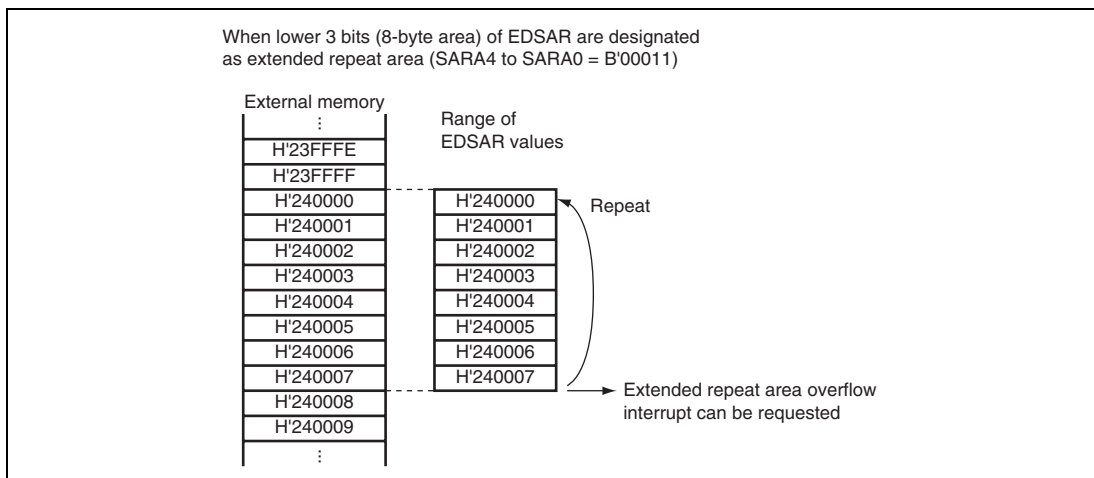 When lower 3 bits (8-byte area) of EDSAR are designated
as extended repeat area (SARA4 to SARA0 = B'00011)
External memory
Range of
EDSAR values
⋮
H'23FFFE
H'23FFFF
H'240000
H'240001
H'240002
H'240003
H'240004
H'240005
H'240006
H'240007
H'240008
H'240009
⋮
H'240000
H'240001
H'240002
H'240003
H'240004
H'240005
H'240006
H'240007
Repeat
Extended repeat area overflow
interrupt can be requested